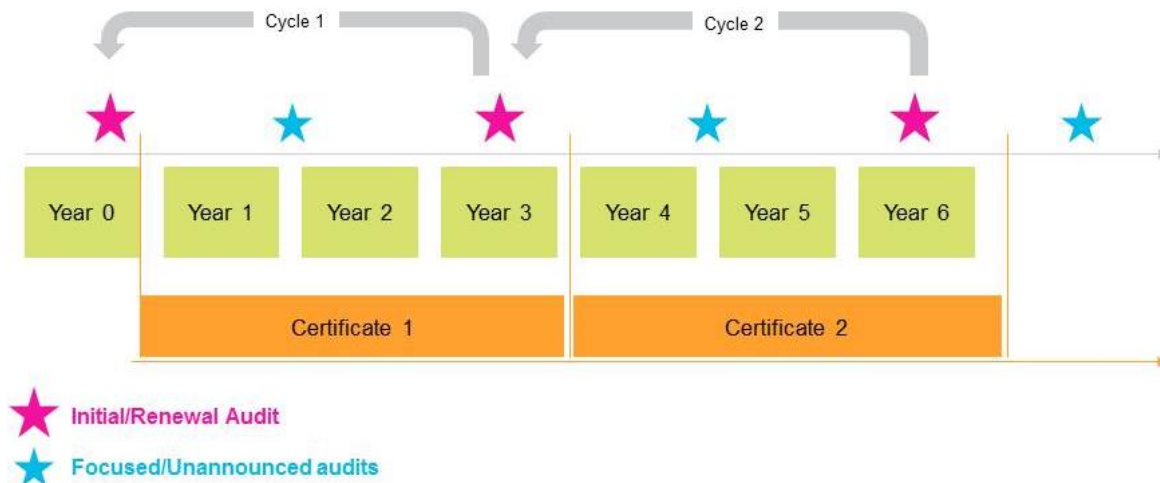 Cycle 1
Cycle 2
Year 0
Year 1
Year 2
Year 3
Year 4
Year 5
Year 6
Certificate 1
Certificate 2
Initial/Renewal Audit
Focused/Unannounced audits